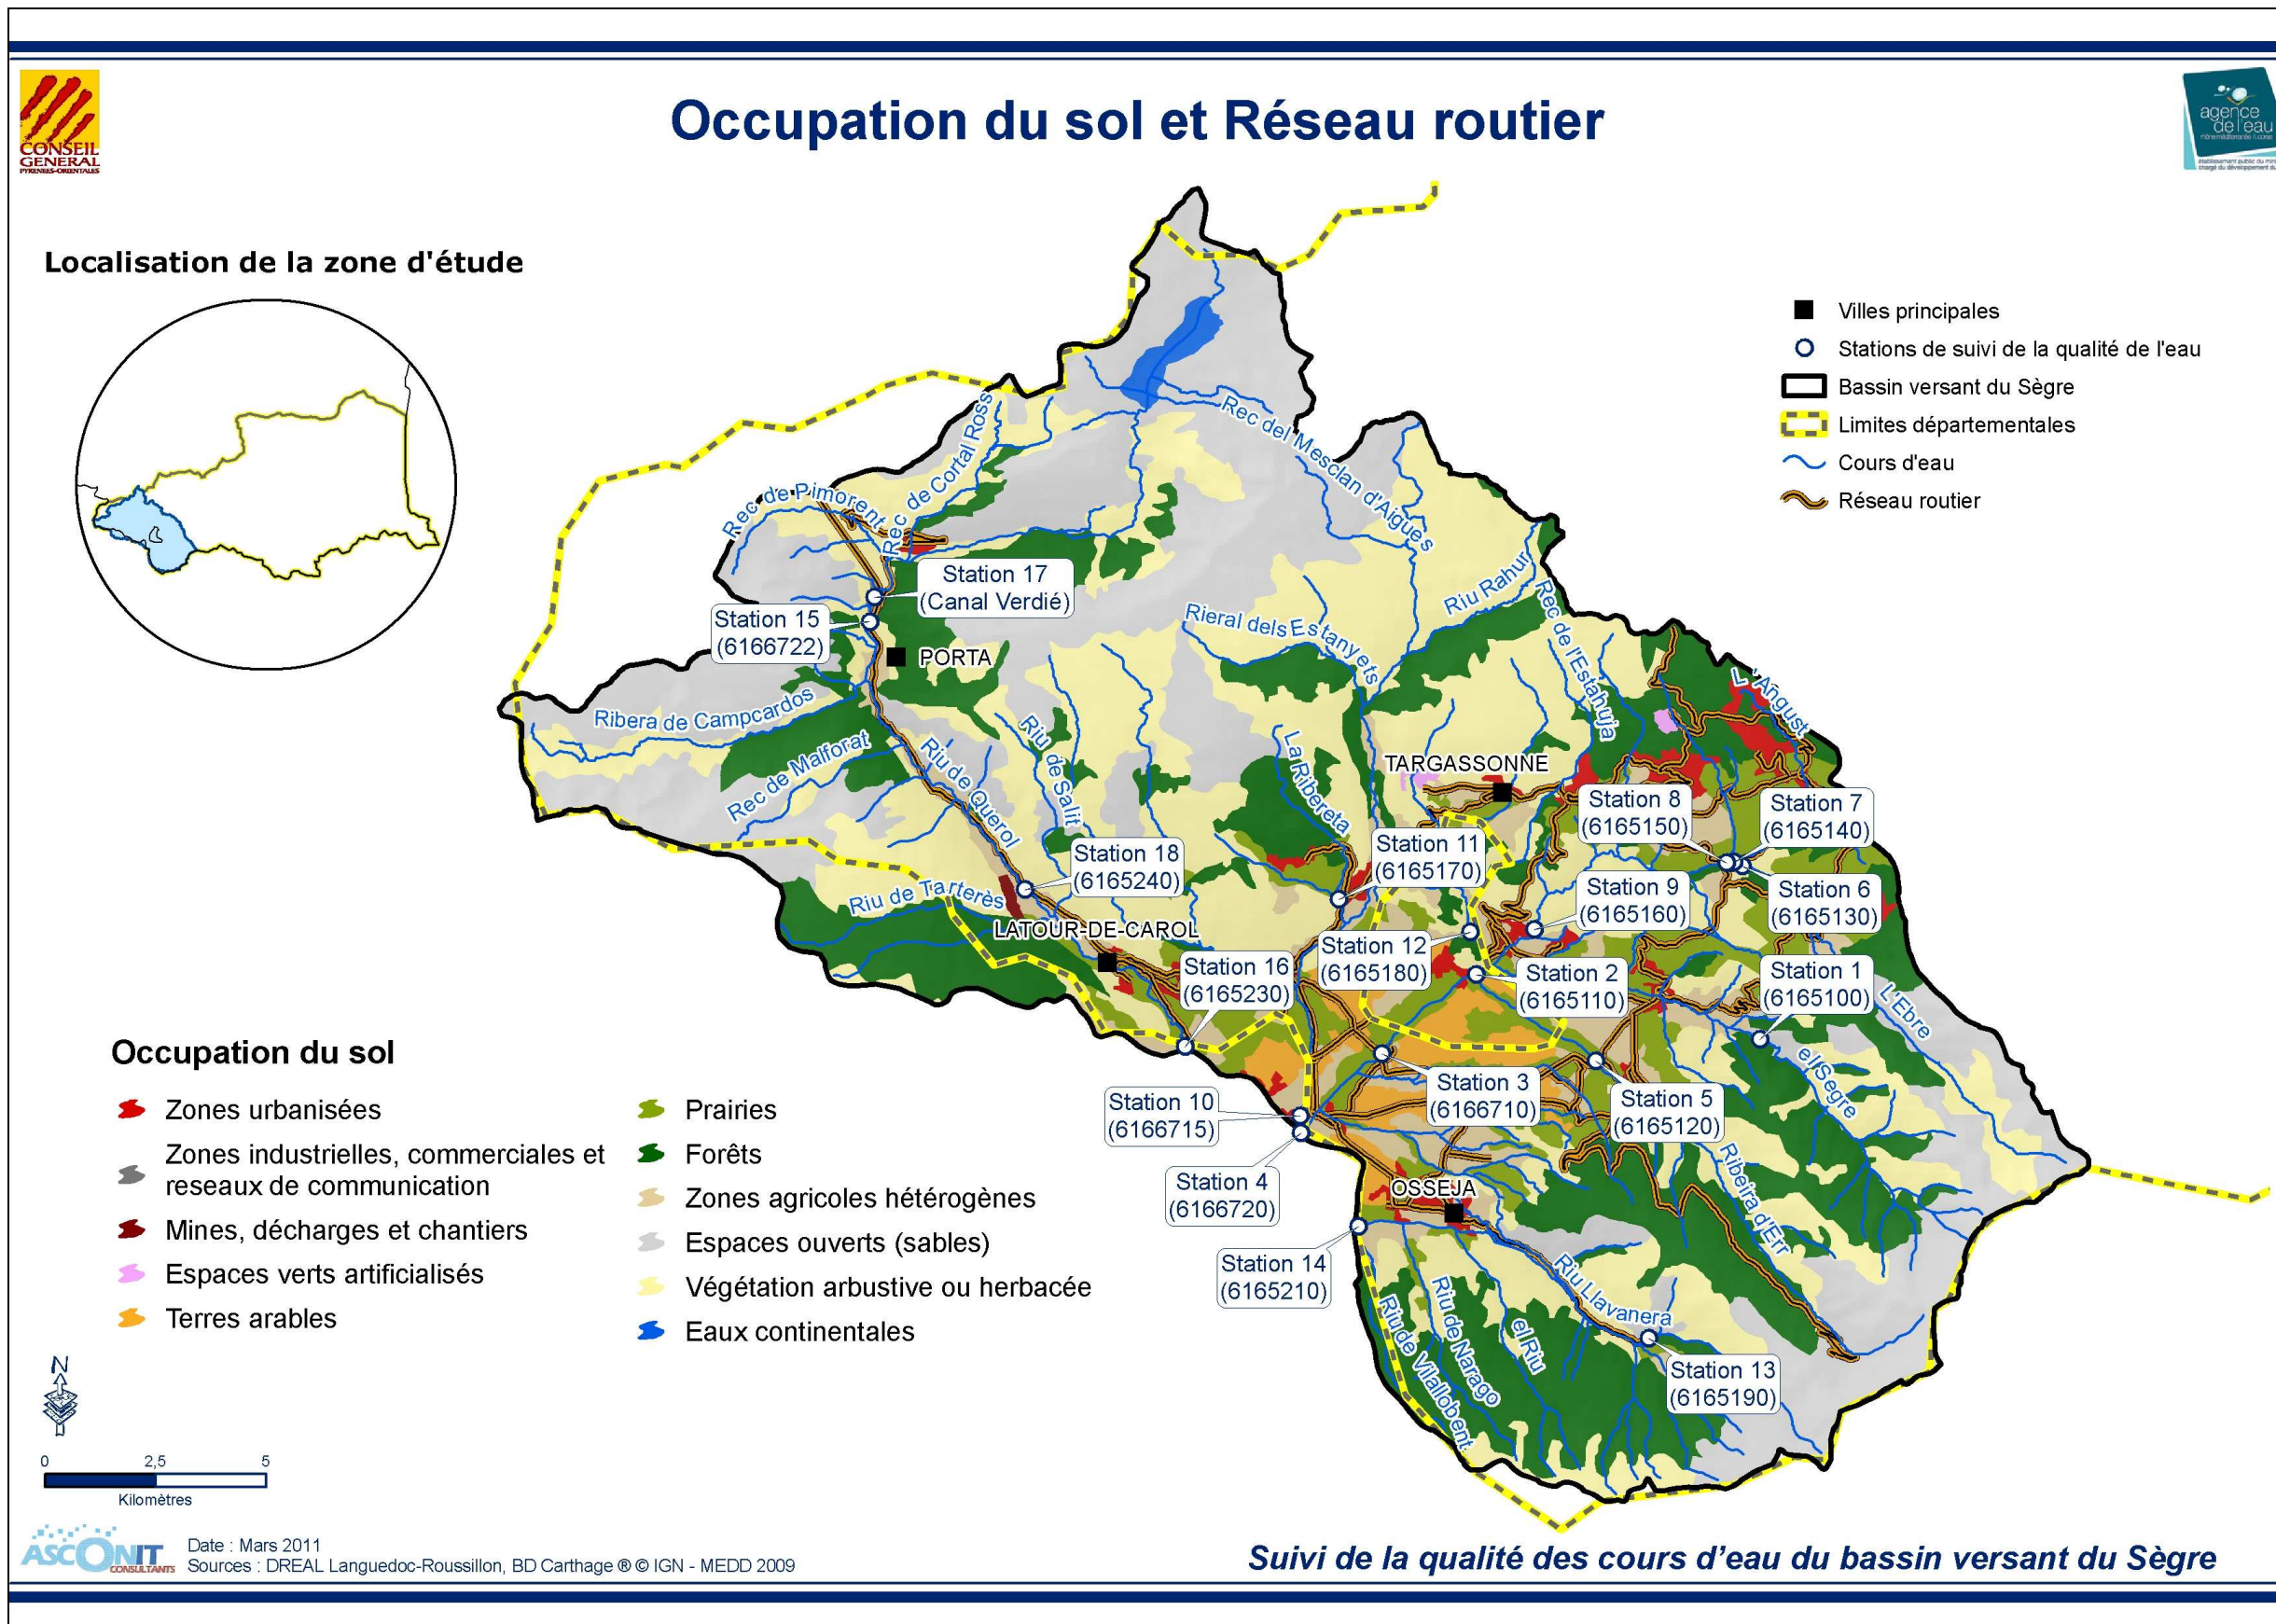 Occupation du sol et Réseau routier
CONSEIL
GENERAL
PYRENEES-ORIENTALES
agence
de l'eau
rhône méditerranée & corse
Localisation de la zone d'étude
Villes principales
Stations de suivi de la qualité de l'eau
Bassin versant du Sègre
Limites départementales
Cours d'eau
Réseau routier
Rec de Cortal Ross
Rec de Pimorent
Rec del Mesclan d'Aigues
Station 17
(Canal Verdié)
Station 15
(6166722)
PORTA
Riu Rahur
Rec de l'Estahuja
Rieral dels Estanyets
L'Angust
Ribera de Campcardos
Rec de Malforat
Riu de Querol
Riu de Salit
La Ribereta
TARGASSONNE
Station 8
(6165150)
Station 7
(6165140)
Station 11
(6165170)
Station 18
(6165240)
Station 9
(6165160)
Station 6
(6165130)
Riu de Tarterès
LATOUR-DE-CAROL
Station 12
(6165180)
Station 16
(6165230)
Station 2
(6165110)
Station 1
(6165100)
L'Ebre
el Segre
Station 3
(6166710)
Station 5
(6165120)
Station 10
(6166715)
Station 4
(6166720)
OSSEJA
Ribeira d'Err
Station 14
(6165210)
Riu Llavanera
Riu de Vilallobent
Riu de Narago
el Riu
Station 13
(6165190)
Occupation du sol
Zones urbanisées
Zones industrielles, commerciales et
reseaux de communication
Mines, décharges et chantiers
Espaces verts artificialisés
Terres arables
Prairies
Forêts
Zones agricoles hétérogènes
Espaces ouverts (sables)
Végétation arbustive ou herbacée
Eaux continentales
N
0 2,5 5
Kilomètres
ASCONIT
CONSULTANTS
Date : Mars 2011
Sources : DREAL Languedoc-Roussillon, BD Carthage ® © IGN - MEDD 2009
Suivi de la qualité des cours d'eau du bassin versant du Sègre